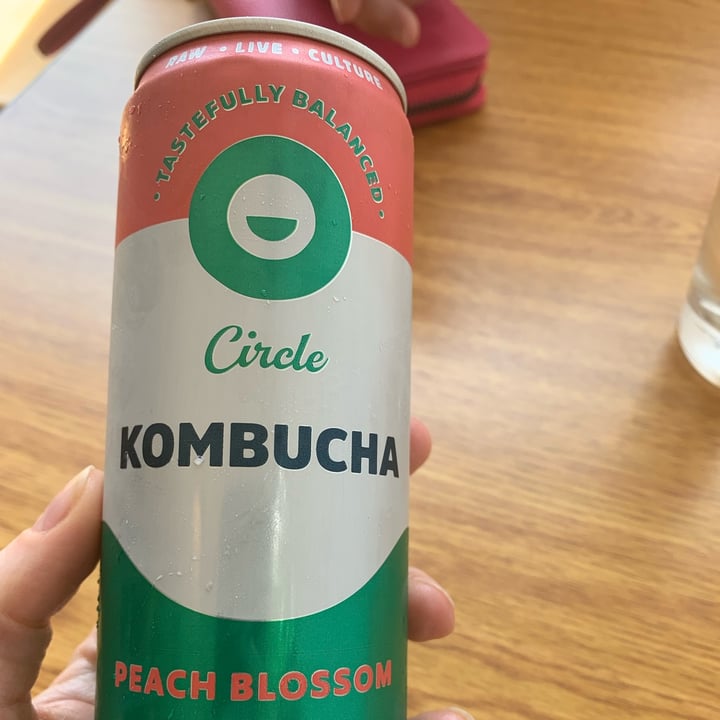 RAW • LIVE • CULTURE
• TASTEFULLY BALANCED •
Circle
KOMBUCHA
PEACH BLOSSOM